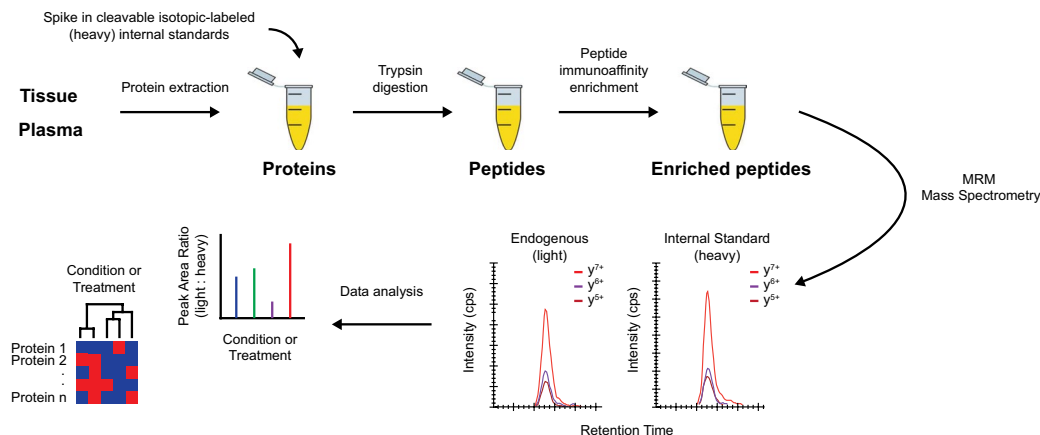 Spike in cleavable isotopic-labeled
(heavy) internal standards
Tissue
Plasma
Protein extraction
Proteins
Trypsin
digestion
Peptides
Peptide
immunoaffinity
enrichment
Enriched peptides
MRM
Mass Spectrometry
Endogenous
(light)
y7+
y6+
y5+
Intensity (cps)
Internal Standard
(heavy)
y7+
y6+
y5+
Intensity (cps)
Retention Time
Data analysis
Peak Area Ratio
(light : heavy)
Condition or
Treatment
Condition or
Treatment
Protein 1
Protein 2
.
.
Protein n